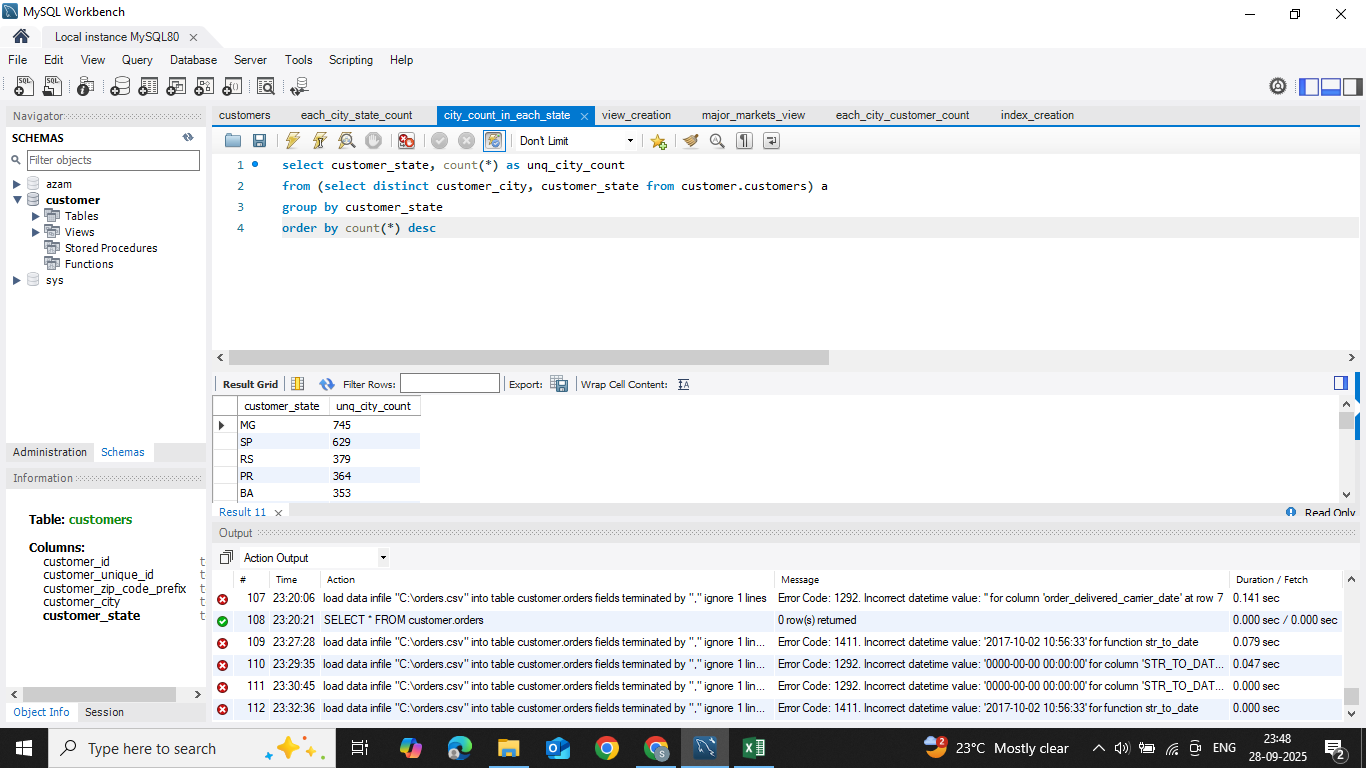 MySQL Workbench
Local instance MySQL80
File Edit View Query Database Server Tools Scripting Help
Navigator
SCHEMAS
Filter objects
azam
customer
Tables
Views
Stored Procedures
Functions
sys
Administration Schemas
Information
Table: customers
Columns:
customer_id t
customer_unique_id t
customer_zip_code_prefix t
customer_city t
customer_state t
Object Info Session
customers each_city_state_count city_count_in_each_state view_creation major_markets_view each_city_customer_count index_creation
Don't Limit
1 select customer_state, count(*) as unq_city_count
2 from (select distinct customer_city, customer_state from customer.customers) a
3 group by customer_state
4 order by count(*) desc
Result Grid Filter Rows: Export: Wrap Cell Content:
customer_state unq_city_count
MG 745
SP 629
RS 379
PR 364
BA 353
Result 11 Read Only
Output
Action Output
# Time Action Message Duration / Fetch
107 23:20:06 load data infile "C:\orders.csv" into table customer.orders fields terminated by "," ignore 1 lines Error Code: 1292. Incorrect datetime value: '' for column 'order_delivered_carrier_date' at row 7 0.141 sec
108 23:20:21 SELECT * FROM customer.orders 0 row(s) returned 0.000 sec / 0.000 sec
109 23:27:28 load data infile "C:\orders.csv" into table customer.orders fields terminated by "," ignore 1 lin... Error Code: 1411. Incorrect datetime value: '2017-10-02 10:56:33' for function str_to_date 0.079 sec
110 23:29:35 load data infile "C:\orders.csv" into table customer.orders fields terminated by "," ignore 1 lin... Error Code: 1292. Incorrect datetime value: '0000-00-00 00:00:00' for column 'STR_TO_DAT... 0.047 sec
111 23:30:45 load data infile "C:\orders.csv" into table customer.orders fields terminated by "," ignore 1 lin... Error Code: 1292. Incorrect datetime value: '0000-00-00 00:00:00' for column 'STR_TO_DAT... 0.000 sec
112 23:32:36 load data infile "C:\orders.csv" into table customer.orders fields terminated by "," ignore 1 lin... Error Code: 1411. Incorrect datetime value: '2017-10-02 10:56:33' for function str_to_date 0.000 sec
Type here to search
2
23°C Mostly clear
ENG
23:48
28-09-2025
2